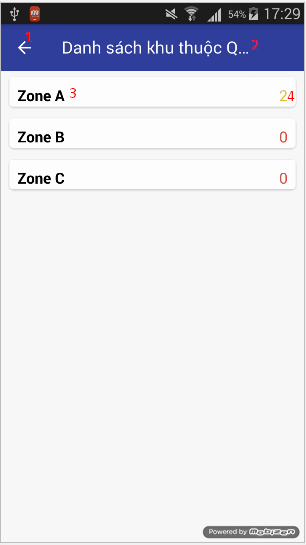 54% 17:29
1
Danh sách khu thuộc Q... 2
Zone A 3 2 4
Zone B 0
Zone C 0
Powered by Mobizen